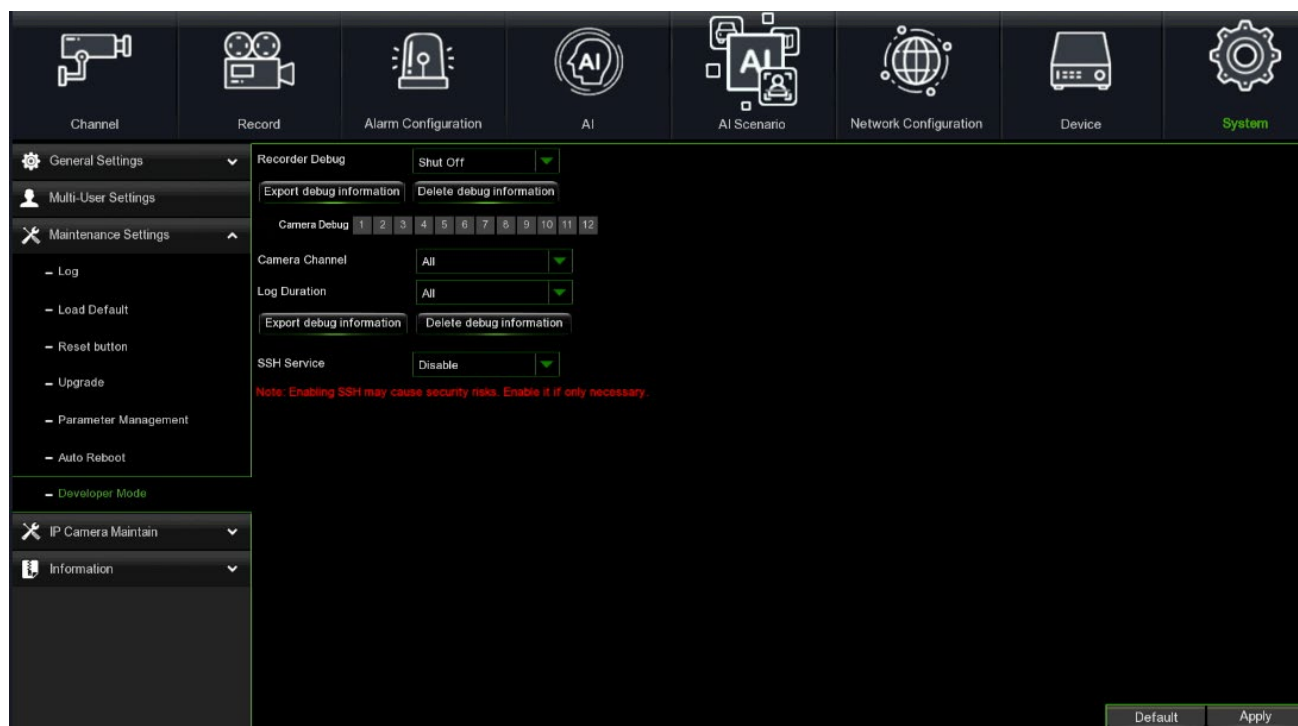 AI
AI
Channel
Record
Alarm Configuration
AI
AI Scenario
Network Configuration
Device
System
General Settings
Multi-User Settings
Maintenance Settings
– Log
– Load Default
– Reset button
– Upgrade
– Parameter Management
– Auto Reboot
– Developer Mode
IP Camera Maintain
Information
Recorder Debug Shut Off
Export debug information Delete debug information
Camera Debug 1 2 3 4 5 6 7 8 9 10 11 12
Camera Channel All
Log Duration All
Export debug information Delete debug information
SSH Service Disable
Note: Enabling SSH may cause security risks. Enable it if only necessary.
Default Apply